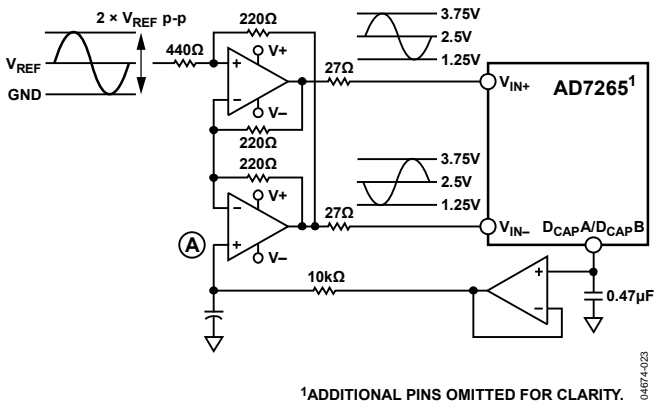 2 × VREF p-p
VREF
GND
440Ω
220Ω
V+
+
–
V–
220Ω
220Ω
V+
–
+
V–
A
27Ω
27Ω
3.75V
2.5V
1.25V
3.75V
2.5V
1.25V
VIN+
AD7265¹
VIN–
DCAPA/DCAPB
10kΩ
+
–
0.47µF
¹ADDITIONAL PINS OMITTED FOR CLARITY.
04674-023